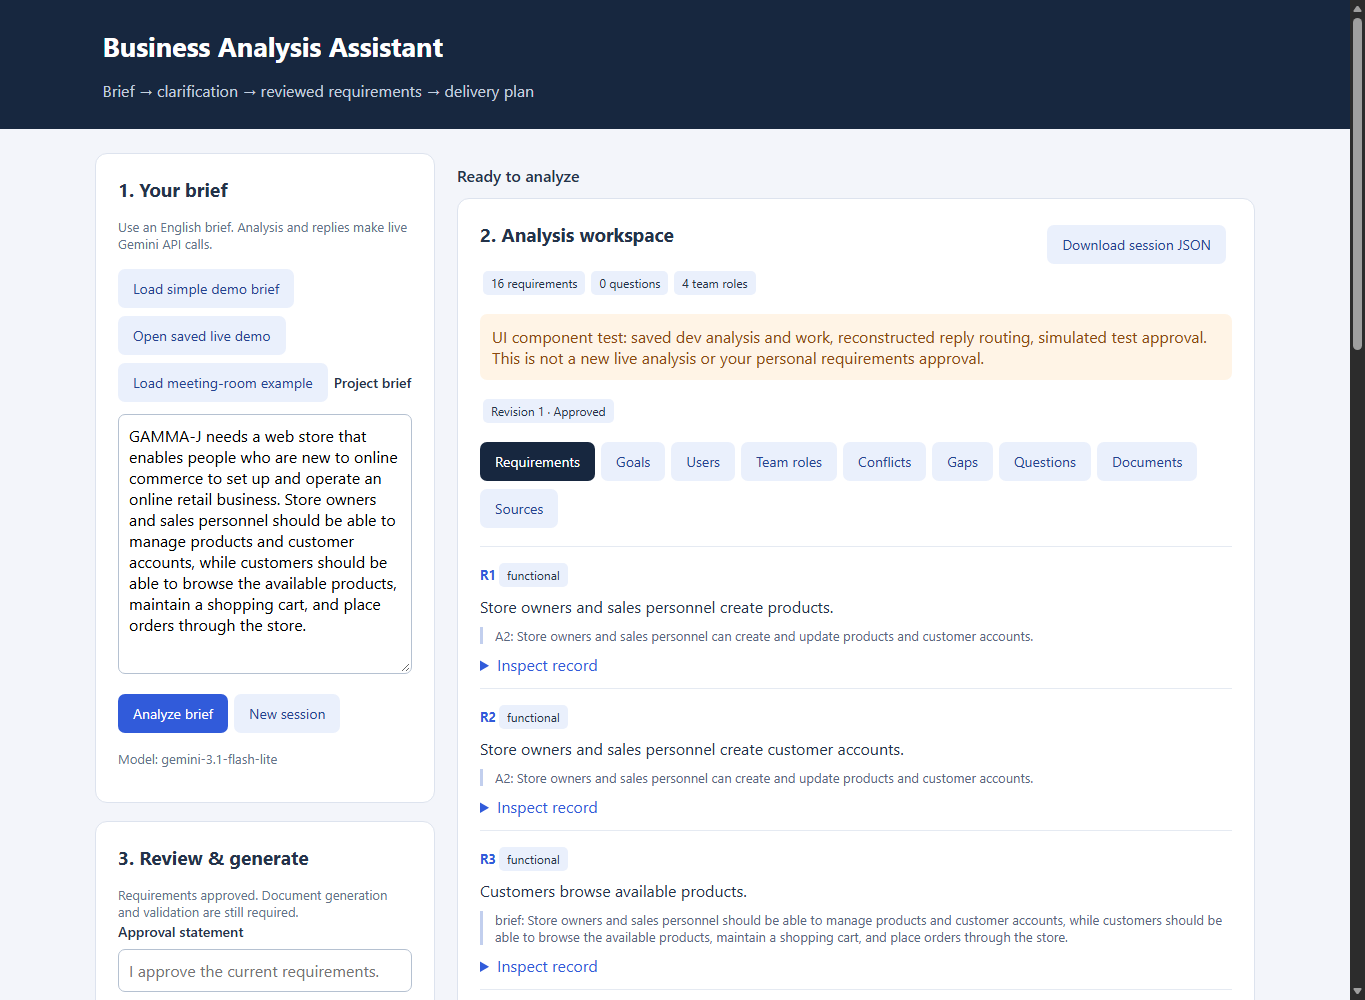 Business Analysis Assistant
Brief → clarification → reviewed requirements → delivery plan
1. Your brief
Use an English brief. Analysis and replies make live
Gemini API calls.
Load simple demo brief
Open saved live demo
Load meeting-room example
Project brief
GAMMA-J needs a web store that
enables people who are new to online
commerce to set up and operate an
online retail business. Store owners
and sales personnel should be able to
manage products and customer
accounts, while customers should be
able to browse the available products,
maintain a shopping cart, and place
orders through the store.
Analyze brief
New session
Model: gemini-3.1-flash-lite
3. Review & generate
Requirements approved. Document generation
and validation are still required.
Approval statement
I approve the current requirements.
Ready to analyze
2. Analysis workspace
Download session JSON
16 requirements
0 questions
4 team roles
UI component test: saved dev analysis and work, reconstructed reply routing, simulated test approval.
This is not a new live analysis or your personal requirements approval.
Revision 1 · Approved
Requirements
Goals
Users
Team roles
Conflicts
Gaps
Questions
Documents
Sources
R1 functional
Store owners and sales personnel create products.
A2: Store owners and sales personnel can create and update products and customer accounts.
▶ Inspect record
R2 functional
Store owners and sales personnel create customer accounts.
A2: Store owners and sales personnel can create and update products and customer accounts.
▶ Inspect record
R3 functional
Customers browse available products.
brief: Store owners and sales personnel should be able to manage products and customer accounts, while customers should be
able to browse the available products, maintain a shopping cart, and place orders through the store.
▶ Inspect record